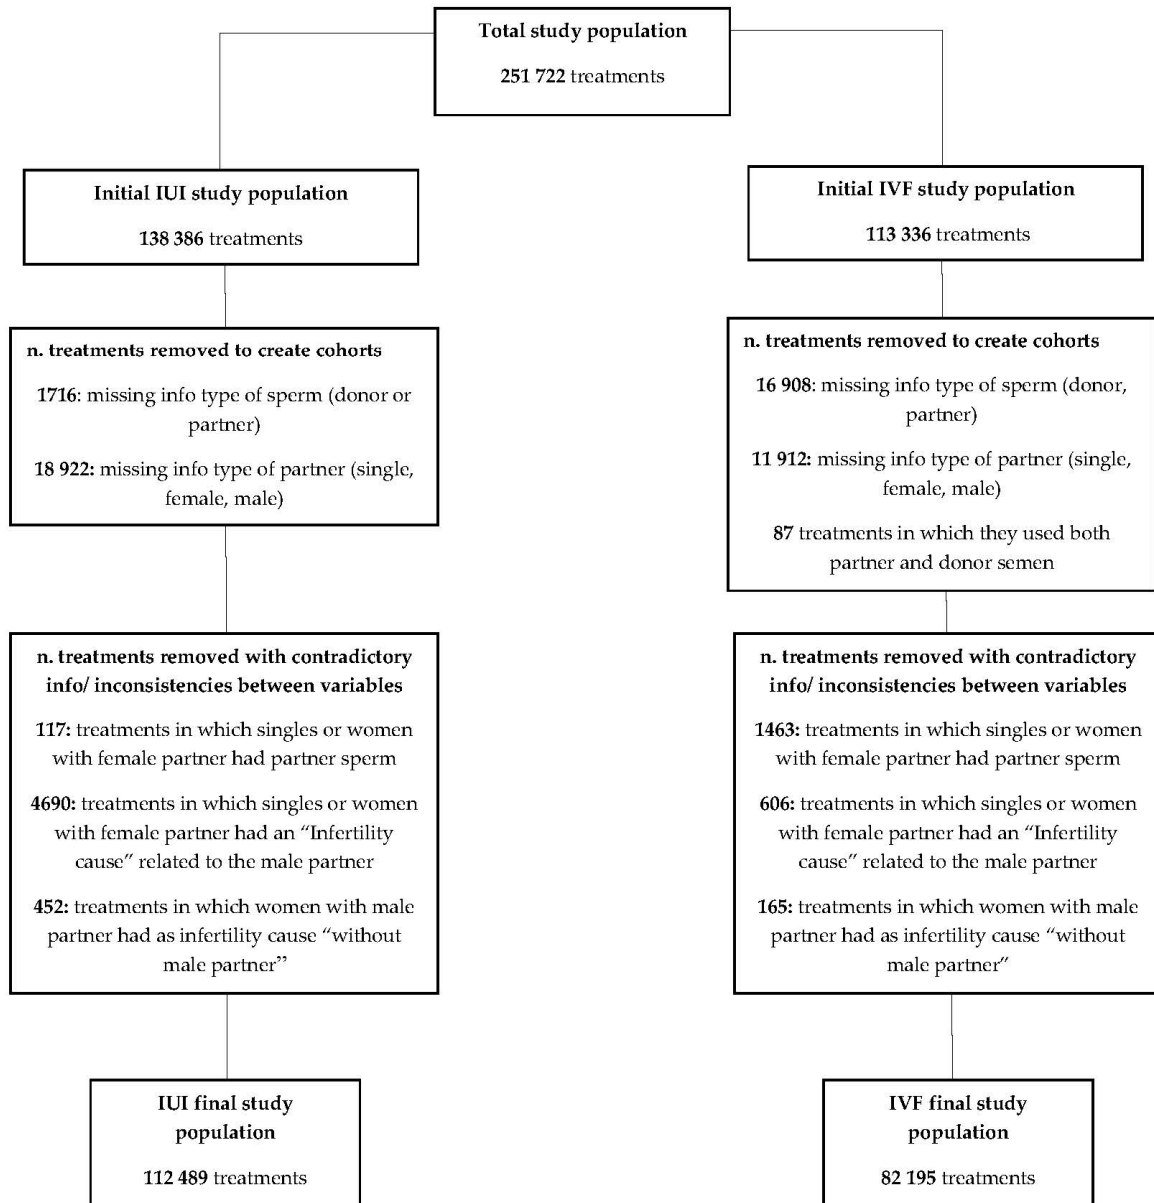 Total study population
251 722 treatments
Initial IUI study population
138 386 treatments
n. treatments removed to create cohorts
1716: missing info type of sperm (donor or
partner)
18 922: missing info type of partner (single,
female, male)
n. treatments removed with contradictory
info/ inconsistencies between variables
117: treatments in which singles or women
with female partner had partner sperm
4690: treatments in which singles or women
with female partner had an “Infertility
cause” related to the male partner
452: treatments in which women with male
partner had as infertility cause “without
male partner”
IUI final study
population
112 489 treatments
Initial IVF study population
113 336 treatments
n. treatments removed to create cohorts
16 908: missing info type of sperm (donor,
partner)
11 912: missing info type of partner (single,
female, male)
87 treatments in which they used both
partner and donor semen
n. treatments removed with contradictory
info/ inconsistencies between variables
1463: treatments in which singles or women
with female partner had partner sperm
606: treatments in which singles or women
with female partner had an “Infertility
cause” related to the male partner
165: treatments in which women with male
partner had as infertility cause “without
male partner”
IVF final study
population
82 195 treatments